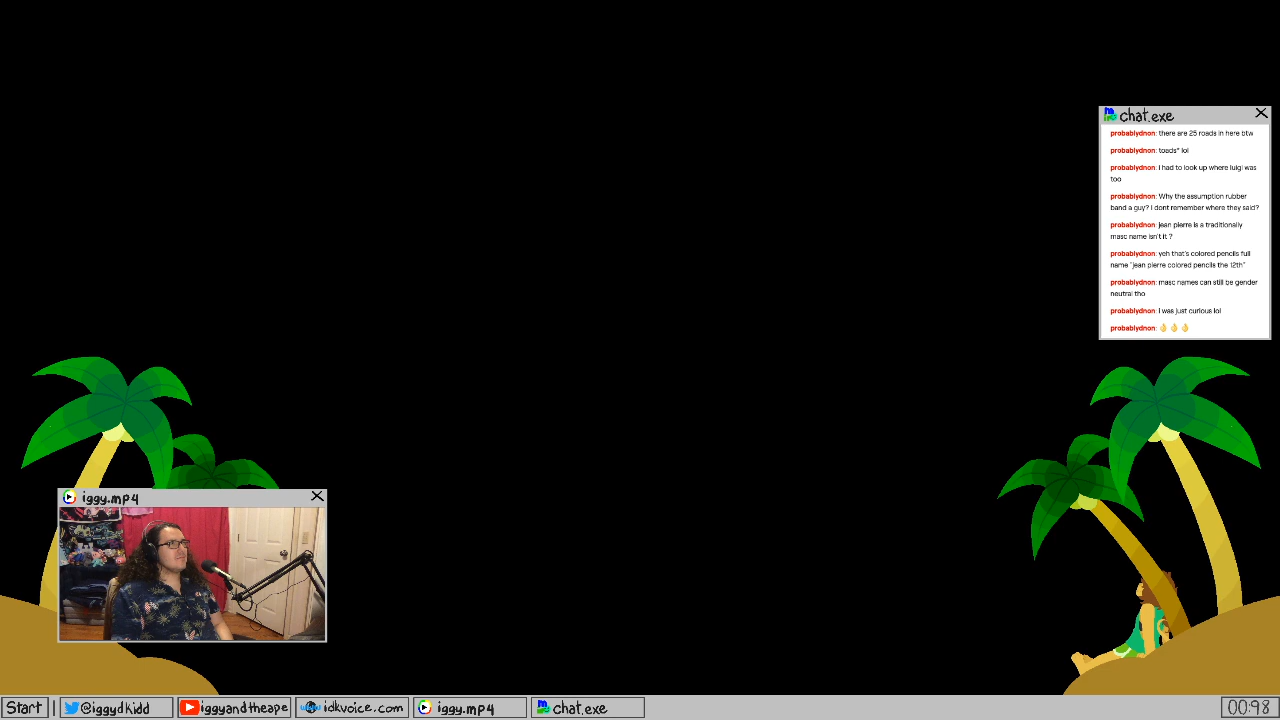 chat.exe
probablydnon: there are 25 roads in here btw
probablydnon: toads* lol
probablydnon: i had to look up where luigi was
too
probablydnon: Why the assumption rubber
band a guy? I dont remember where they said?
probablydnon: jean pierre is a traditionally
masc name isn't it ?
probablydnon: yeh that's colored pencils full
name "jean pierre colored pencils the 12th"
probablydnon: masc names can still be gender
neutral tho
probablydnon: i was just curious lol
probablydnon: 👌👌👌
iggy.mp4
Start | @iggydkidd iggyandtheape idkvoice.com iggy.mp4 chat.exe 00:98